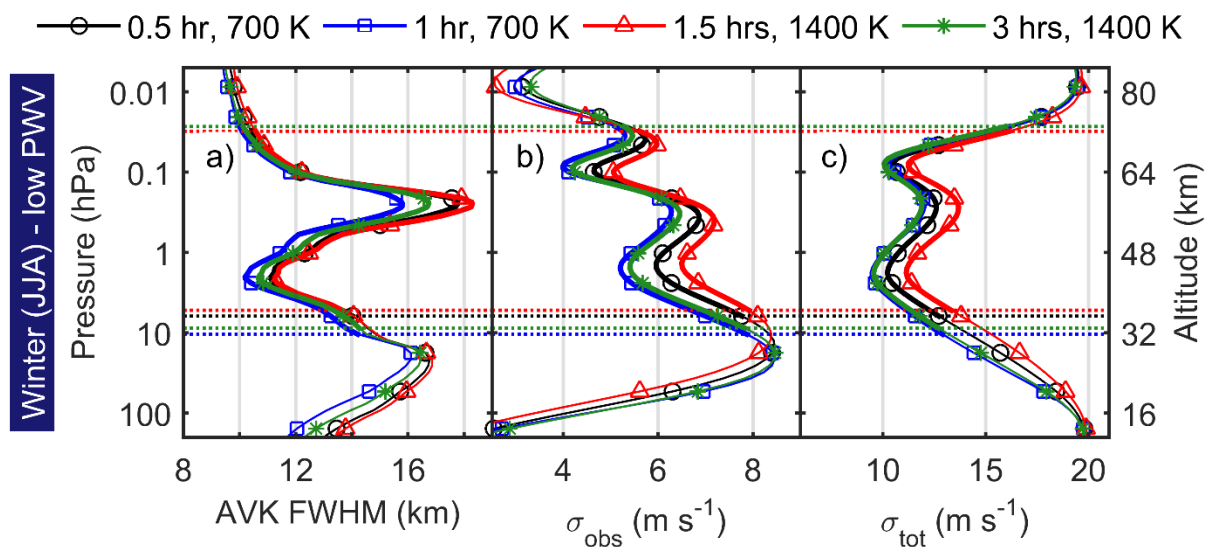 0.5 hr, 700 K 1 hr, 700 K 1.5 hrs, 1400 K 3 hrs, 1400 K
Winter (JJA) - low PWV
Pressure (hPa)
0.01
0.1
1
10
100
a)
b)
c)
80
64
48
32
16
Altitude (km)
8 12 16
4 6 8
10 15 20
AVK FWHM (km)
σobs (m s-1)
σtot (m s-1)